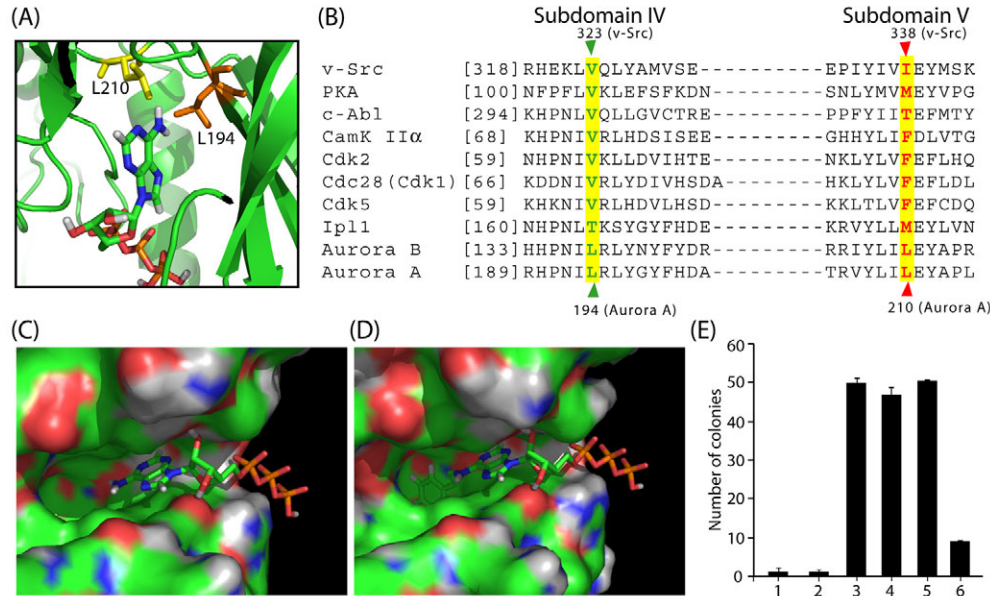 (A)
L210
L194
(B)
Subdomain IV
Subdomain V
323 (v-Src)
338 (v-Src)
v-Src [318] RHEKLVQLYAMVSE---- ---------- EPIYIVIEYMSK
PKA [100] NFPFLVKLEFSFKDN--- ---------- SNLYMVMEYVPG
c-Abl [294] HPNLVQLLGVCTRE---- ---------- PPFYIITEFMTY
CamK IIα [68] KHPNIVRLHDSISEE--- ---------- GHHYLIFDLVTG
Cdk2 [59] NHPNIVKLLDVIHTE--- ---------- NKLYLVFEFLHQ
Cdc28(Cdk1) [66] KDDNIVRLYDIVHSDA-- ---------- HKLYLVFEFLDL
Cdk5 [59] KHKNIVRLHDVLHSD--- ---------- KKLTLVFEFCDQ
Ipl1 [160] HPNLTKSYGYFHDE---- ---------- KRVYLLMEYLVN
Aurora B [133] HHPNILRLYNYFYDR--- ---------- RRIYLILEYAPR
Aurora A [189] RHPNILRLYGYFHDA--- ---------- TRVYLILEYAPL
194 (Aurora A)
210 (Aurora A)
(C)
(D)
(E)
Number of colonies
60
50
40
30
20
10
0
1 2 3 4 5 6